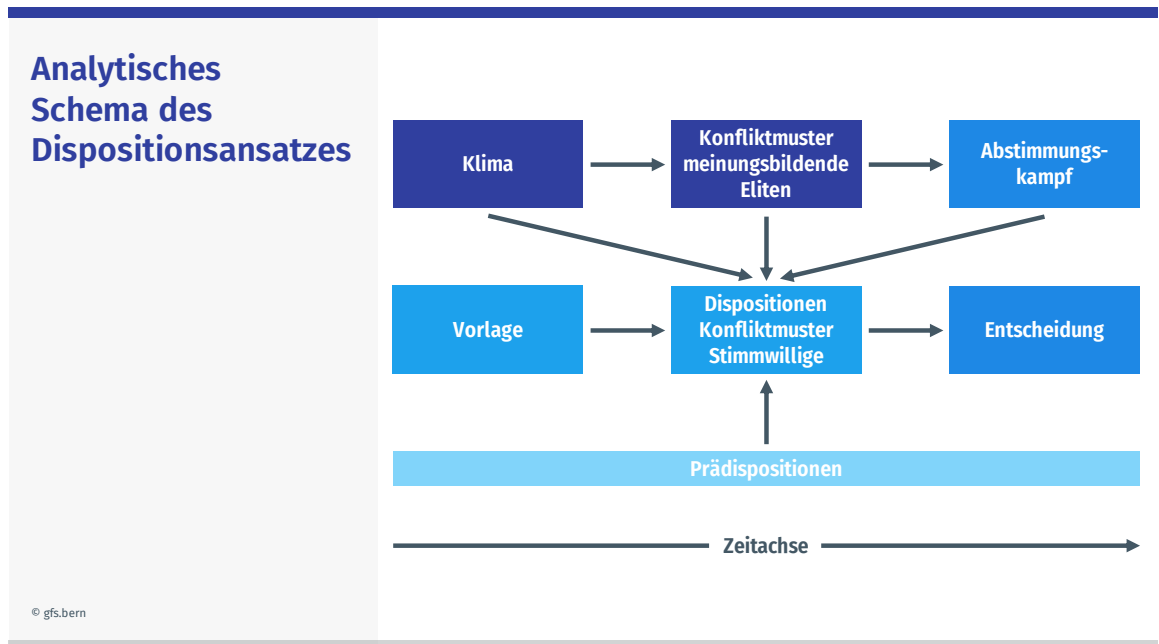 Analytisches
Schema des
Dispositionsansatzes
Klima
Konfliktmuster
meinungsbildende
Eliten
Abstimmungs-
kampf
Vorlage
Dispositionen
Konfliktmuster
Stimmwillige
Entscheidung
Prädispositionen
Zeitachse
© gfs.bern